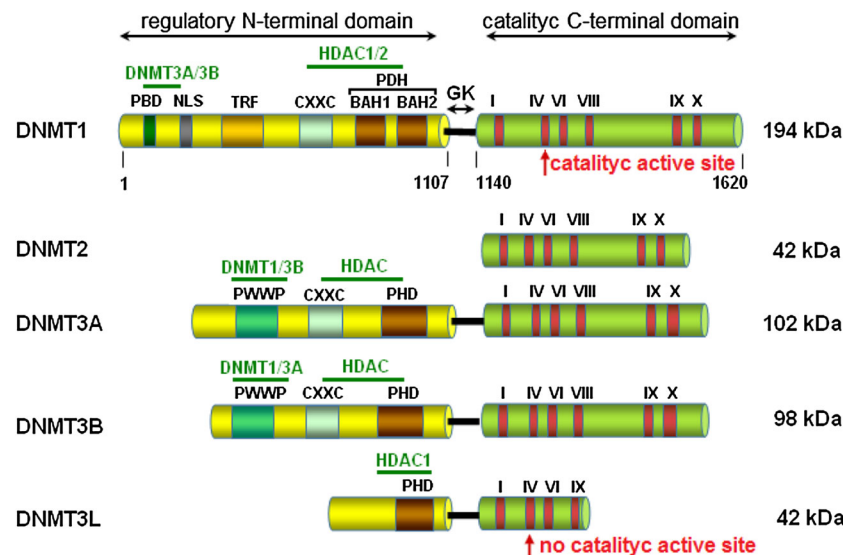 regulatory N-terminal domain catalityc C-terminal domain
HDAC1/2
DNMT3A/3B PDH GK
PBD NLS TRF CXXC BAH1 BAH2 I IV VI VIII IX X
DNMT1 194 kDa
catalityc active site
1 1107 1140 1620
I IV VI VIII IX X
DNMT2 42 kDa
DNMT1/3B HDAC
PWWP CXXC PHD I IV VI VIII IX X
DNMT3A 102 kDa
DNMT1/3A HDAC
PWWP CXXC PHD I IV VI VIII IX X
DNMT3B 98 kDa
HDAC1
PHD I IV VI IX
DNMT3L 42 kDa
no catalityc active site